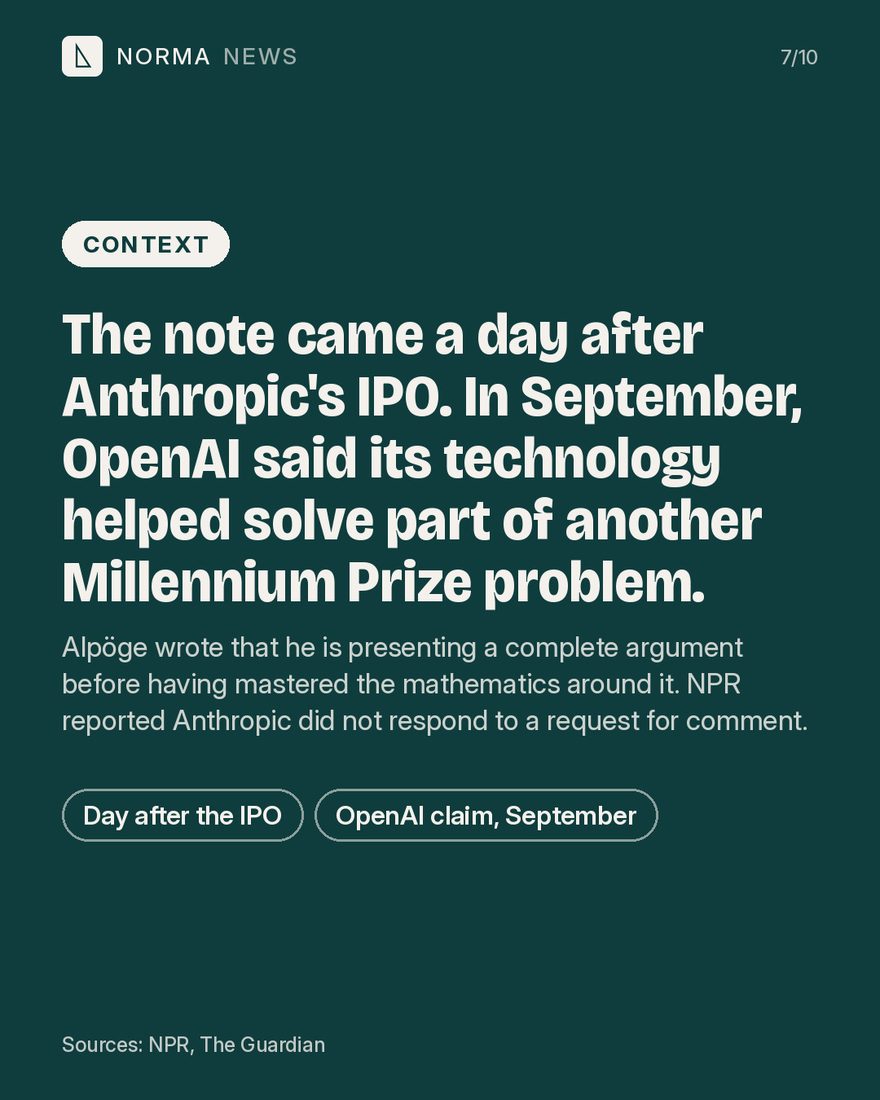 NORMA NEWS
7/10
CONTEXT
The note came a day after
Anthropic's IPO. In September,
OpenAI said its technology
helped solve part of another
Millennium Prize problem.
Alpöge wrote that he is presenting a complete argument
before having mastered the mathematics around it. NPR
reported Anthropic did not respond to a request for comment.
Day after the IPO
OpenAI claim, September
Sources: NPR, The Guardian